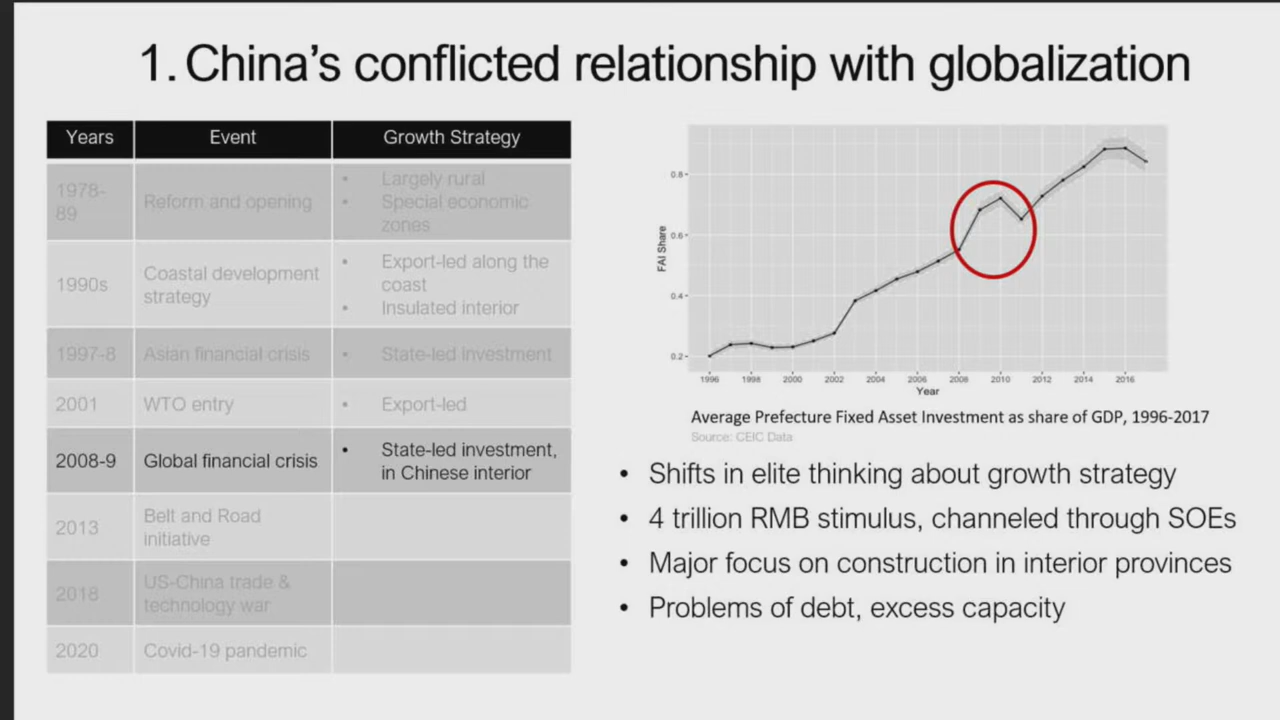 1. China's conflicted relationship with globalization
Years Event Growth Strategy
1978-
89
Reform and opening
• Largely rural
• Special economic
zones
1990s
Coastal development
strategy
• Export-led along the
coast
• Insulated interior
1997-8 Asian financial crisis • State-led investment
2001 WTO entry • Export-led
2008-9 Global financial crisis
• State-led investment,
in Chinese interior
2013
Belt and Road
initiative
2018
US-China trade &
technology war
2020 Covid-19 pandemic
FAI Share
0.8
0.6
0.4
0.2
1996 1998 2000 2002 2004 2006 2008 2010 2012 2014 2016
Year
Average Prefecture Fixed Asset Investment as share of GDP, 1996-2017
Source: CEIC Data
• Shifts in elite thinking about growth strategy
• 4 trillion RMB stimulus, channeled through SOEs
• Major focus on construction in interior provinces
• Problems of debt, excess capacity